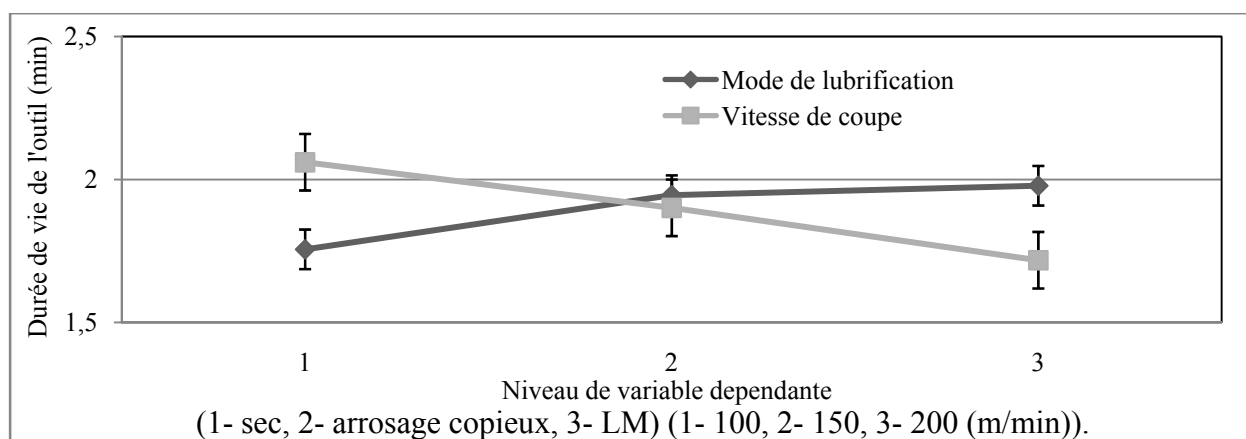 2,5
2
1,5
Durée de vie de l'outil (min)
Mode de lubrification
Vitesse de coupe
1 2 3
Niveau de variable dependante
(1- sec, 2- arrosage copieux, 3- LM) (1- 100, 2- 150, 3- 200 (m/min)).